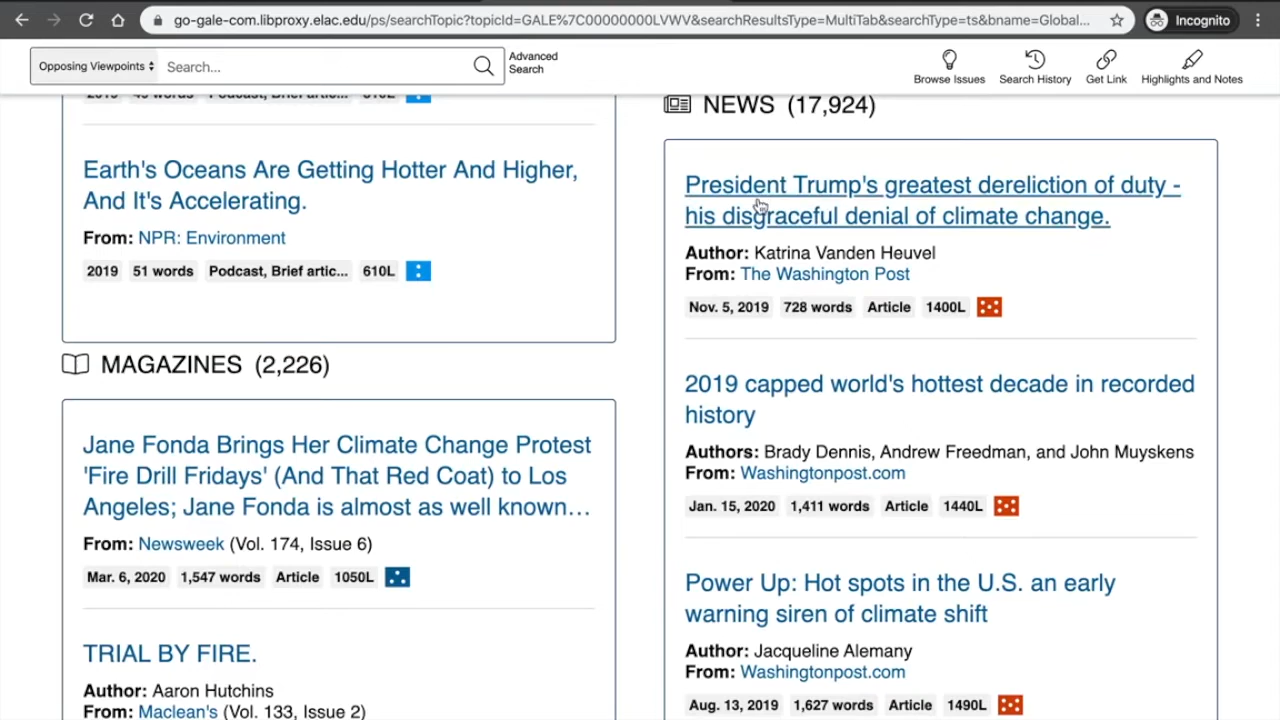 go-gale-com.libproxy.elac.edu/ps/searchTopic?topicId=GALE%7C00000000LVWV&searchResultsType=MultiTab&searchType=ts&bname=Global...
Incognito
Opposing Viewpoints
Search...
Advanced
Search
Browse Issues
Search History
Get Link
Highlights and Notes
2019 49 words Podcast, Brief artic... 610L
Earth's Oceans Are Getting Hotter And Higher,
And It's Accelerating.
From: NPR: Environment
2019 51 words Podcast, Brief artic... 610L
MAGAZINES (2,226)
Jane Fonda Brings Her Climate Change Protest
'Fire Drill Fridays' (And That Red Coat) to Los
Angeles; Jane Fonda is almost as well known...
From: Newsweek (Vol. 174, Issue 6)
Mar. 6, 2020 1,547 words Article 1050L
TRIAL BY FIRE.
Author: Aaron Hutchins
From: Maclean's (Vol. 133, Issue 2)
NEWS (17,924)
President Trump's greatest dereliction of duty -
his disgraceful denial of climate change.
Author: Katrina Vanden Heuvel
From: The Washington Post
Nov. 5, 2019 728 words Article 1400L
2019 capped world's hottest decade in recorded
history
Authors: Brady Dennis, Andrew Freedman, and John Muyskens
From: Washingtonpost.com
Jan. 15, 2020 1,411 words Article 1440L
Power Up: Hot spots in the U.S. an early
warning siren of climate shift
Author: Jacqueline Alemany
From: Washingtonpost.com
Aug. 13, 2019 1,627 words Article 1490L